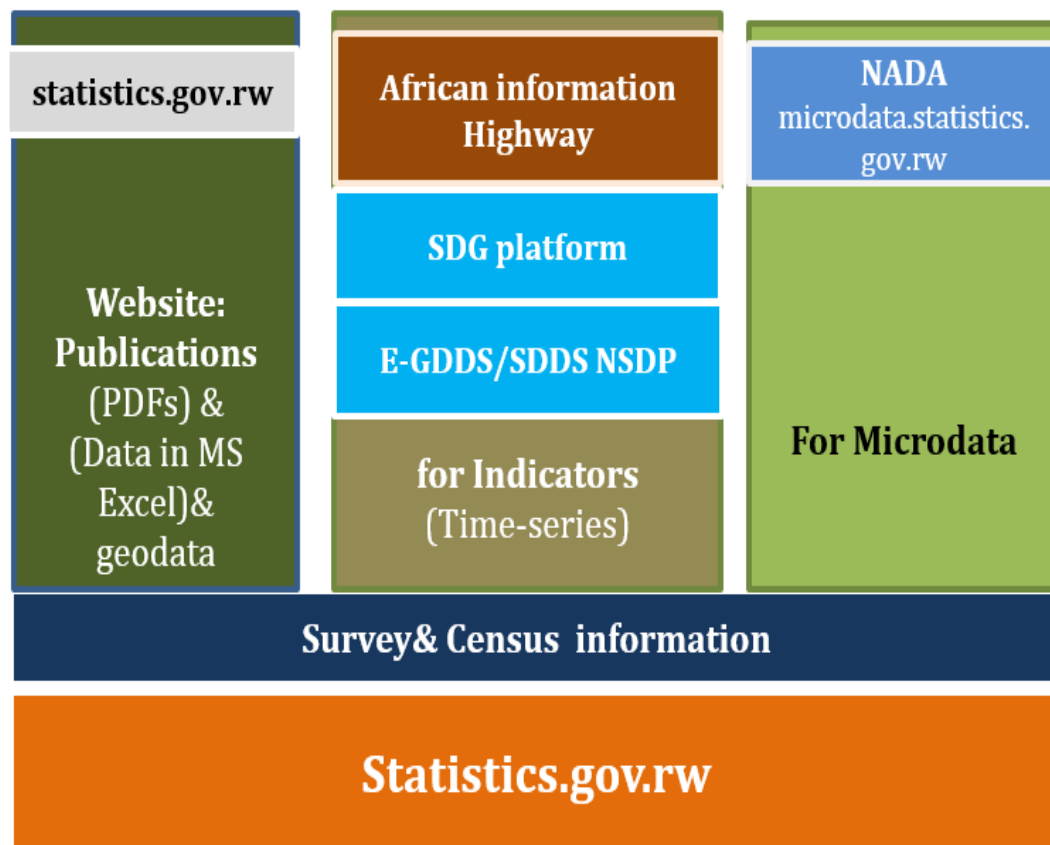 statistics.gov.rw
Website:
Publications
(PDFs) &
(Data in MS
Excel)&
geodata
African information
Highway
SDG platform
E-GDDS/SDDS NSDP
for Indicators
(Time-series)
NADA
microdata.statistics.
gov.rw
For Microdata
Survey& Census information
Statistics.gov.rw